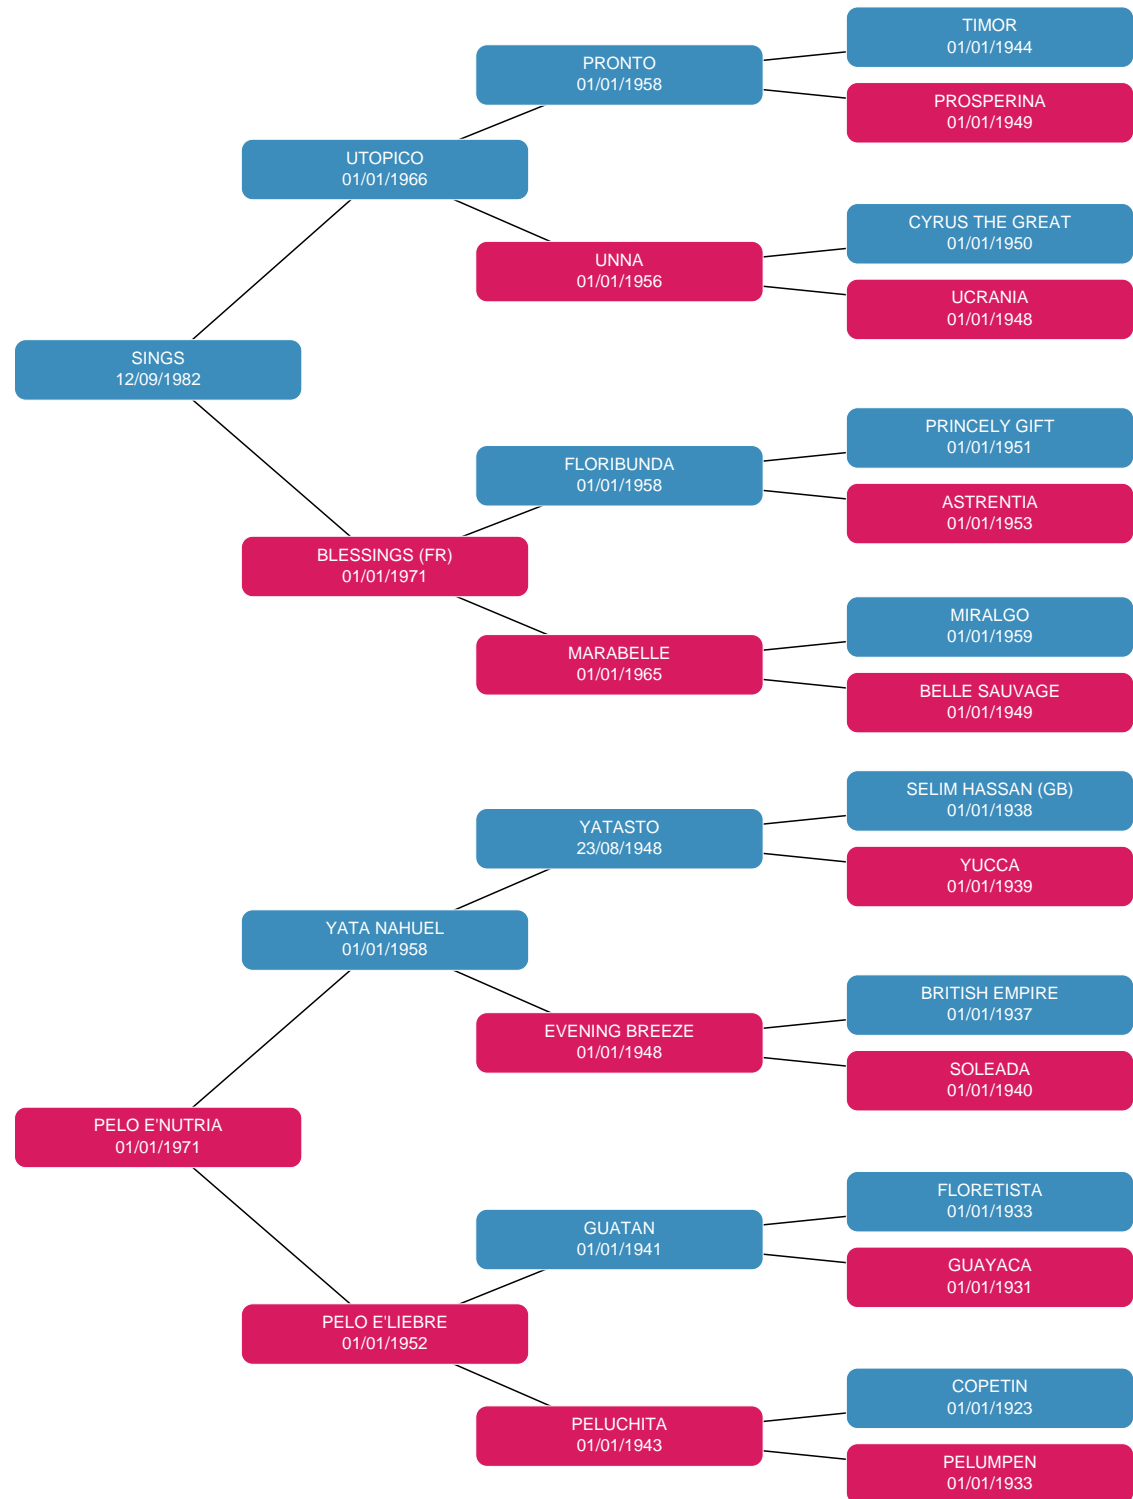 TIMOR
01/01/1944
PRONTO
01/01/1958
PROSPERINA
01/01/1949
UTOPICO
01/01/1966
CYRUS THE GREAT
01/01/1950
UNNA
01/01/1956
UCRANIA
01/01/1948
SINGS
12/09/1982
PRINCELY GIFT
01/01/1951
FLORIBUNDA
01/01/1958
ASTRENTIA
01/01/1953
BLESSINGS (FR)
01/01/1971
MIRALGO
01/01/1959
MARABELLE
01/01/1965
BELLE SAUVAGE
01/01/1949
SELIM HASSAN (GB)
01/01/1938
YATASTO
23/08/1948
YUCCA
01/01/1939
YATA NAHUEL
01/01/1958
BRITISH EMPIRE
01/01/1937
EVENING BREEZE
01/01/1948
SOLEADA
01/01/1940
PELO E'NUTRIA
01/01/1971
FLORETISTA
01/01/1933
GUATAN
01/01/1941
GUAYACA
01/01/1931
PELO E'LIEBRE
01/01/1952
COPETIN
01/01/1923
PELUCHITA
01/01/1943
PELUMPEN
01/01/1933